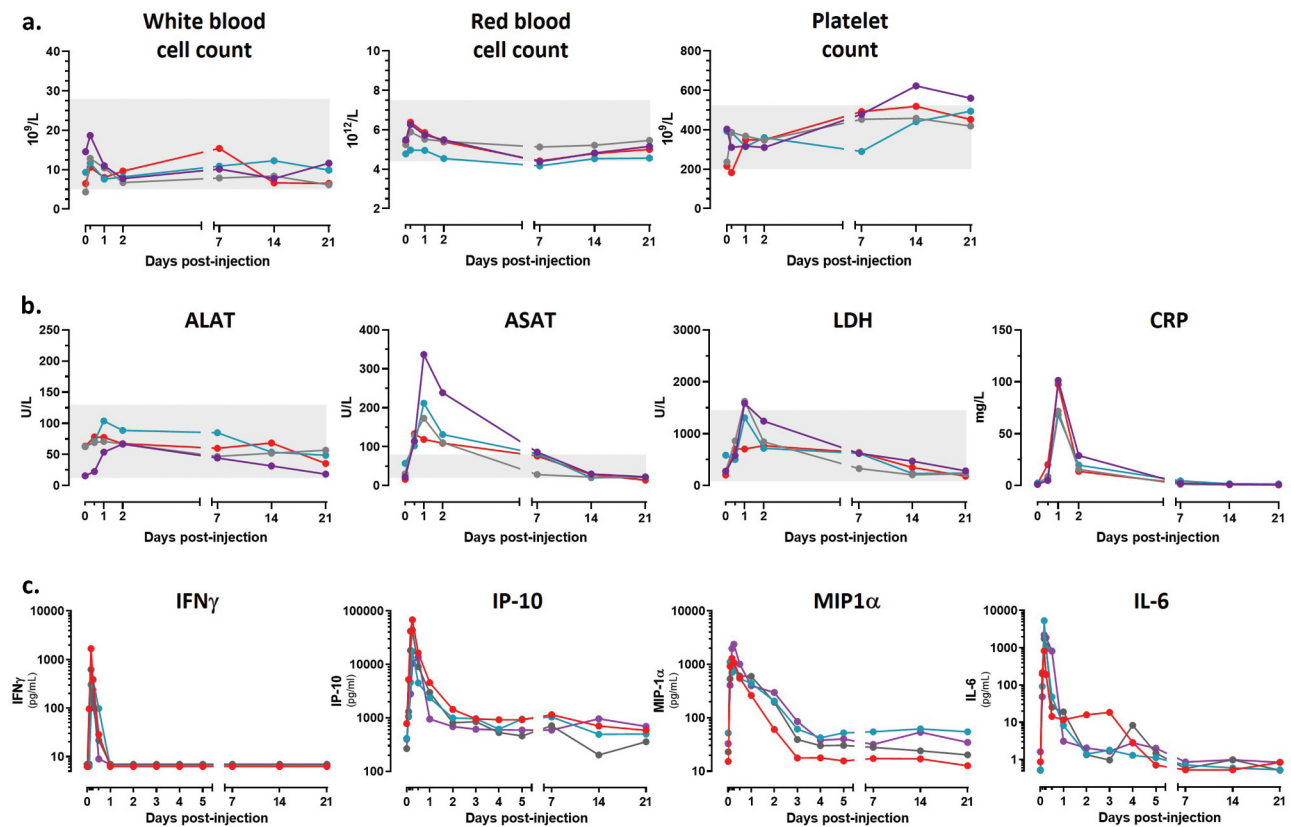 a.
White blood
cell count
Red blood
cell count
Platelet
count
10⁹/L
40
30
20
10
0
0 1 2 7 14 21
Days post-injection
10¹²/L
10
8
6
4
2
0 1 2 7 14 21
Days post-injection
10⁹/L
800
600
400
200
0
0 1 2 7 14 21
Days post-injection
b.
ALAT
ASAT
LDH
CRP
U/L
250
200
150
100
50
0
0 1 2 7 14 21
Days post-injection
U/L
400
300
200
100
0
0 1 2 7 14 21
Days post-injection
U/L
3000
2000
1000
0
0 1 2 7 14 21
Days post-injection
mg/L
150
100
50
0
0 1 2 7 14 21
Days post-injection
c.
IFNγ
IP-10
MIP1α
IL-6
IFNγ
(pg/mL)
10000
1000
100
10
0 1 2 3 4 5 7 14 21
Days post-injection
IP-10
(pg/mL)
100000
10000
1000
100
0 1 2 3 4 5 7 14 21
Days post-injection
MIP-1α
(pg/mL)
10000
1000
100
10
0 1 2 3 4 5 7 14 21
Days post-injection
IL-6
(pg/mL)
10000
1000
100
10
1
0 1 2 3 4 5 7 14 21
Days post-injection